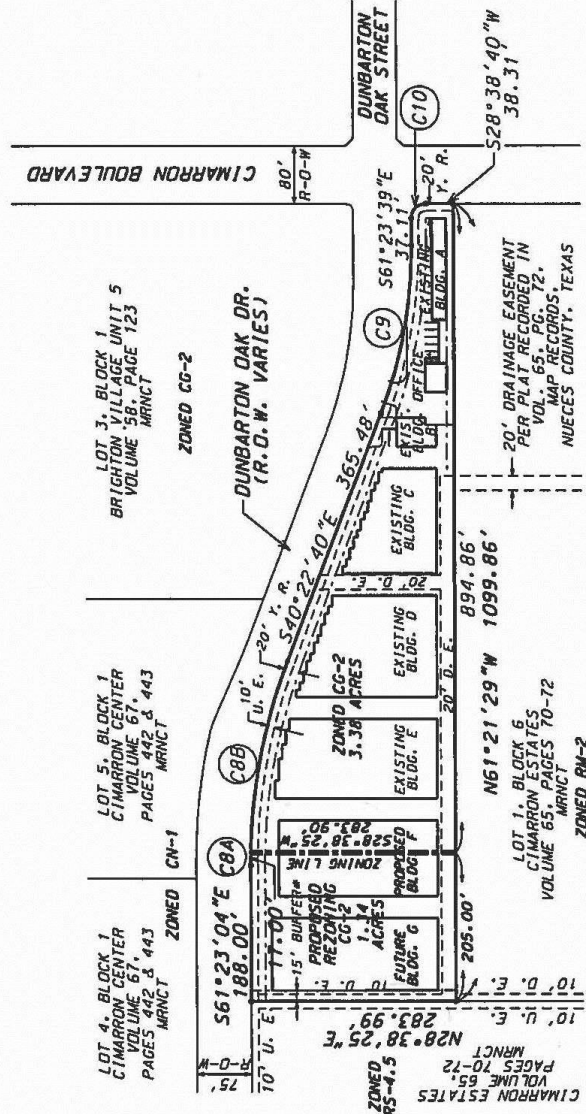 LOT 4, BLOCK 1
CIMARRON CENTER
VOLUME 67,
PAGES 442 & 443
MRNCT
ZONED CN-1
LOT 5, BLOCK 1
CIMARRON CENTER
VOLUME 67,
PAGES 442 & 443
MRNCT
LOT 3, BLOCK 1
BRIGHTON VILLAGE UNIT 5
VOLUME 58, PAGE 123
MRNCT
ZONED CG-2
CIMARRON BOULEVARD
80'
R-O-W
DUNBARTON
OAK STREET
DUNBARTON OAK DR.
(R.O.W. VARIES)
75'
R-O-W
10' U. E.
S61°23'04"E
188.00'
17.00'
C8A
C8B
10'
U. E.
20' Y. R.
S40°22'40"E
365.48'
C9
S61°23'39"E
37.11'
C10
20'
Y. R.
S28°38'40"W
38.31'
15' BUFFER
PROPOSED
REZONING
CG-2
1.34
ACRES
FUTURE
BLDG. G
10' D. E.
ZONING LINE
S28°38'25"W
283.90'
PROPOSED
BLDG. F
ZONED CG-2
3.38 ACRES
EXISTING
BLDG. E
EXISTING
BLDG. D
20' D. E.
EXISTING
BLDG. C
EXIST.
BLDG.
B
OFFICE
EXISTING
BLDG. A
20' D. E.
205.00'
894.86'
N61°21'29"W 1099.86'
N28°38'25"E
283.99'
10' D. E.
10' U. E.
ZONED
RS-4.5
CIMARRON ESTATES
VOLUME 65,
PAGES 70-72
MRNCT
LOT 1, BLOCK 6
CIMARRON ESTATES
VOLUME 65, PAGES 70-72
MRNCT
ZONED RM-2
20' DRAINAGE EASEMENT
PER PLAT RECORDED IN
VOL. 65, PG. 72,
MAP RECORDS,
NUECES COUNTY, TEXAS